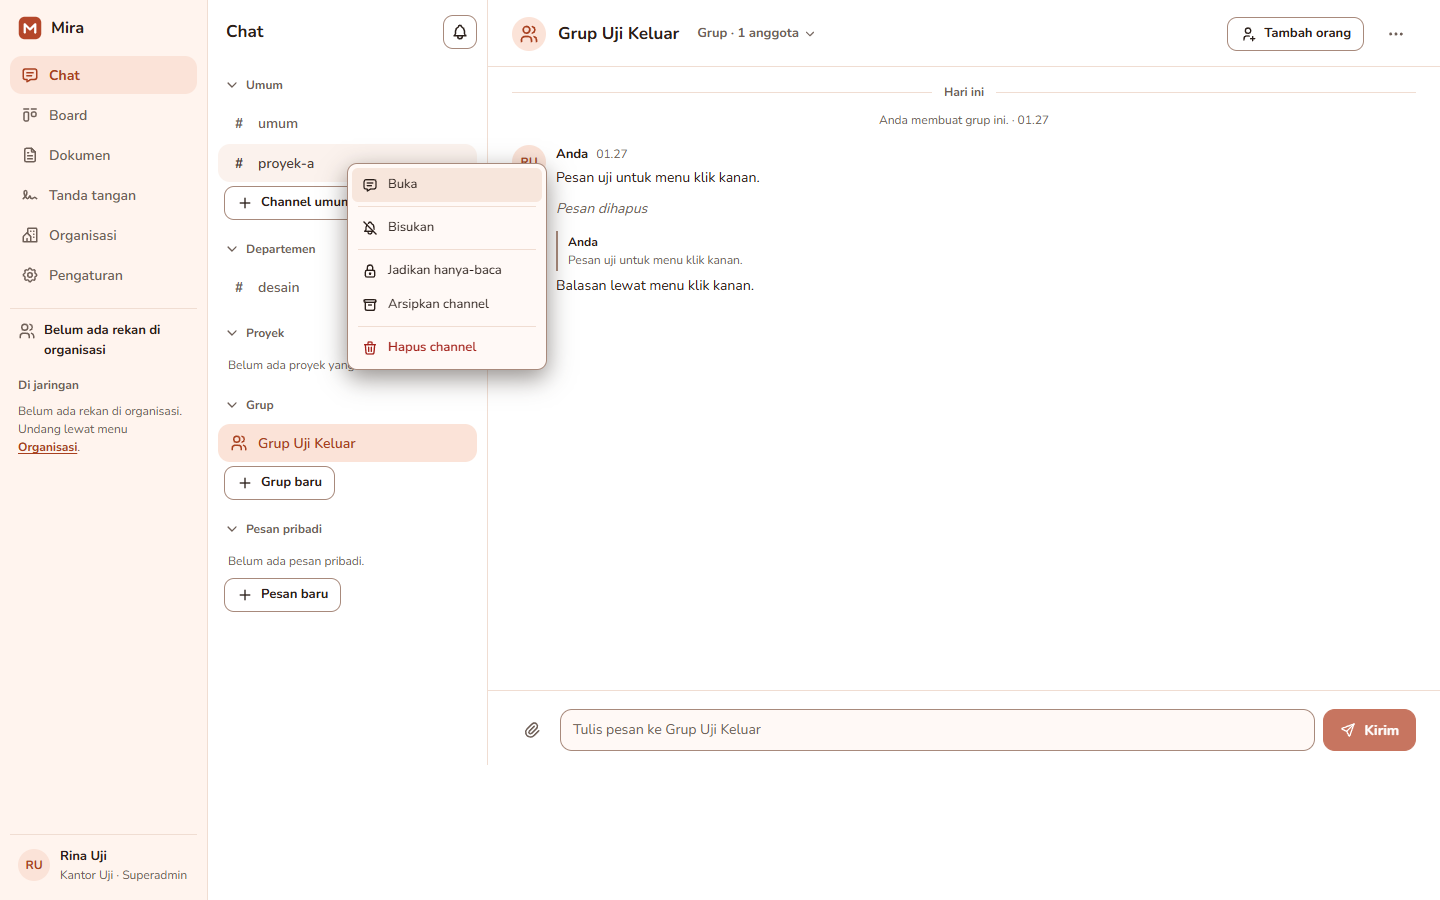 Mira
Chat
Board
Dokumen
Tanda tangan
Organisasi
Pengaturan
Belum ada rekan di
organisasi
Di jaringan
Belum ada rekan di organisasi.
Undang lewat menu
Organisasi.
RU
Rina Uji
Kantor Uji · Superadmin
Chat
Umum
# umum
# proyek-a
Channel umum
Departemen
# desain
Proyek
Belum ada proyek yang
Grup
Grup Uji Keluar
Grup baru
Pesan pribadi
Belum ada pesan pribadi.
Pesan baru
Buka
Bisukan
Jadikan hanya-baca
Arsipkan channel
Hapus channel
Grup Uji Keluar
Grup · 1 anggota
Tambah orang
Hari ini
Anda membuat grup ini. · 01.27
RU
Anda 01.27
Pesan uji untuk menu klik kanan.
Pesan dihapus
Anda
Pesan uji untuk menu klik kanan.
Balasan lewat menu klik kanan.
Tulis pesan ke Grup Uji Keluar
Kirim